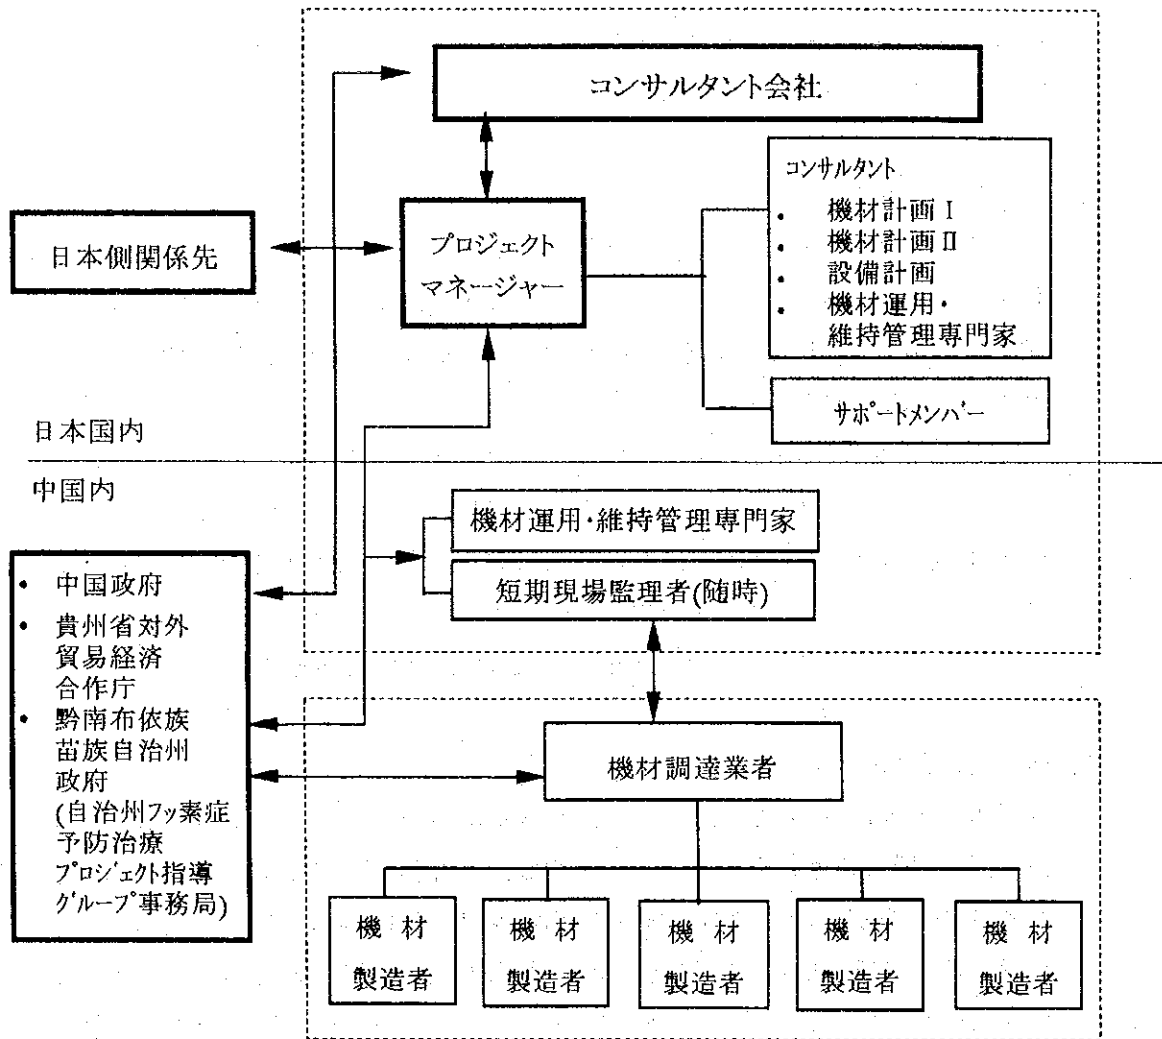 コンサルタント会社
コンサルタント
・ 機材計画Ⅰ
・ 機材計画Ⅱ
・ 設備計画
・ 機材運用・
維持管理専門家
日本側関係先
プロジェクト
マネージャー
サポートメンバー
日本国内
中国内
機材運用・維持管理専門家
短期現場監理者(随時)
・ 中国政府
・ 貴州省対外
貿易経済
合作庁
・ 黔南布依族
苗族自治州
政府
(自治州フッ素症
予防治療
プロジェクト指導
グループ事務局)
機材調達業者
機 材
製造者
機 材
製造者
機 材
製造者
機 材
製造者
機 材
製造者